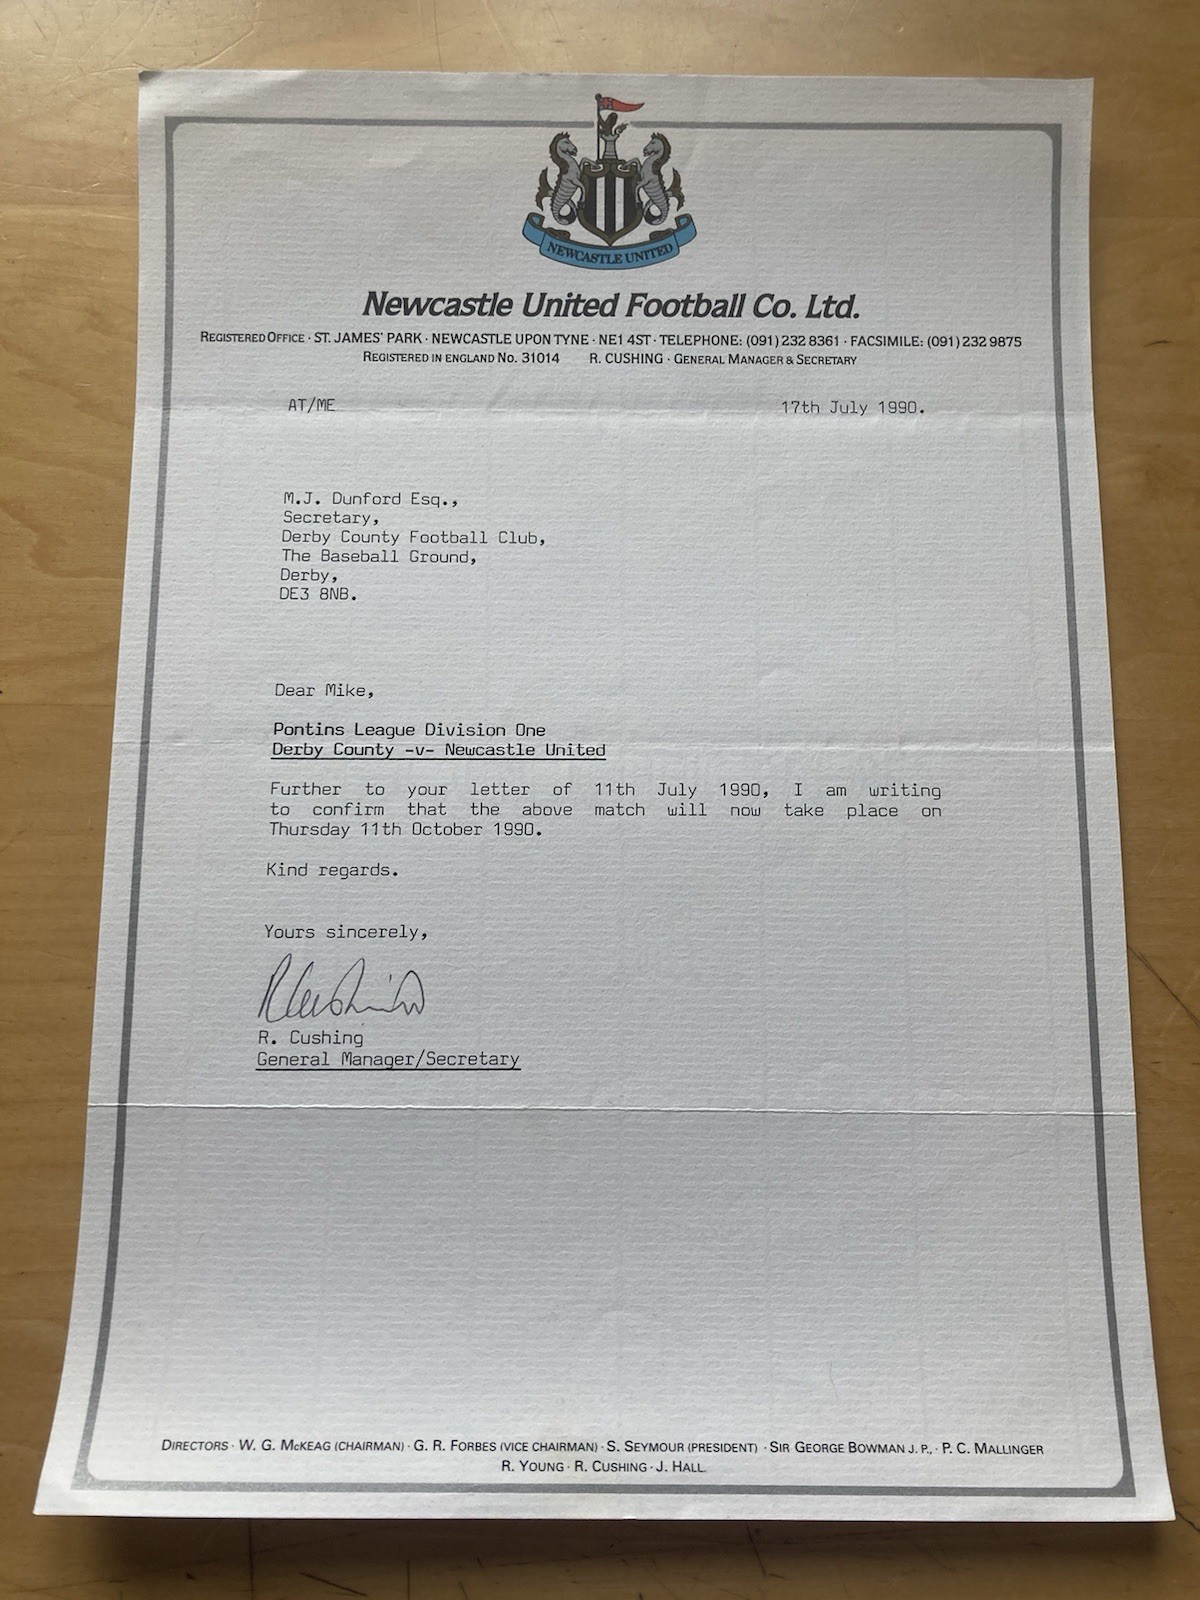 NEWCASTLE UNITED
Newcastle United Football Co. Ltd.
REGISTERED OFFICE · ST. JAMES' PARK · NEWCASTLE UPON TYNE · NE1 4ST · TELEPHONE: (091) 232 8361 · FACSIMILE: (091) 232 9875
REGISTERED IN ENGLAND No. 31014 R. CUSHING · GENERAL MANAGER & SECRETARY
AT/ME 17th July 1990.
M.J. Dunford Esq.,
Secretary,
Derby County Football Club,
The Baseball Ground,
Derby,
DE3 8NB.
Dear Mike,
Pontins League Division One
Derby County -v- Newcastle United
Further to your letter of 11th July 1990, I am writing
to confirm that the above match will now take place on
Thursday 11th October 1990.
Kind regards.
Yours sincerely,
R Cushing
R. Cushing
General Manager/Secretary
DIRECTORS · W. G. McKEAG (CHAIRMAN) · G. R. FORBES (VICE CHAIRMAN) · S. SEYMOUR (PRESIDENT) · SIR GEORGE BOWMAN J. P., · P. C. MALLINGER
R. YOUNG · R. CUSHING · J. HALL.